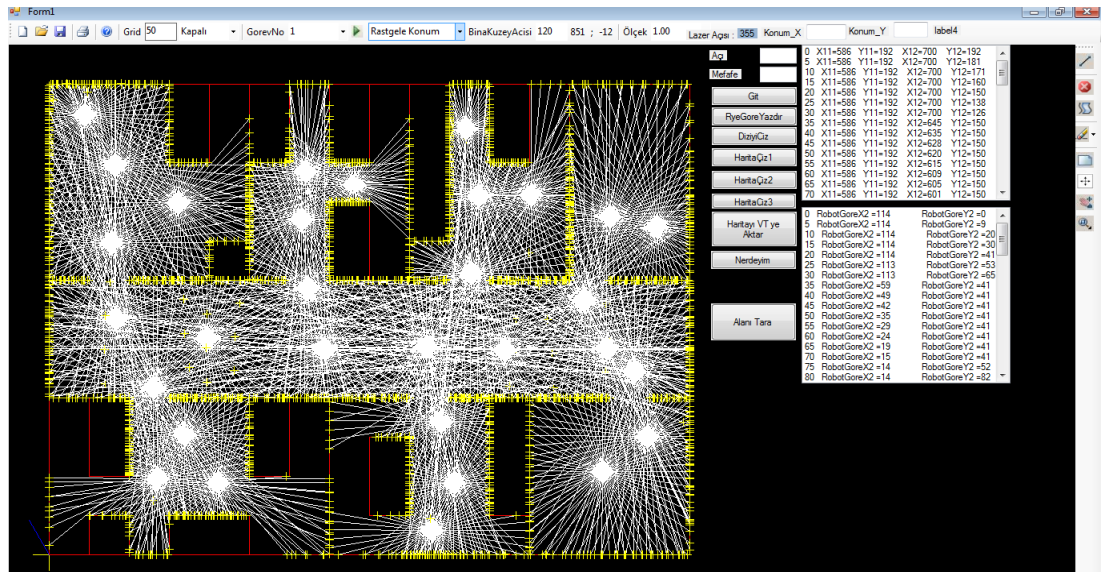 Form1
Grid 50 Kapalı GorevNo 1 Rastgele Konum BinaKuzeyAcisi 120 851 ; -12 Ölçek 1.00 Lazer Agısı : 355 Konum_X Konum_Y label4
Açı
Mefafe
Git
RyeGoreYazdır
DiziyiCiz
HaritaÇiz1
HaritaÇiz2
HaritaCiz3
Haritayı VT ye
Aktar
Nerdeyim
Alanı Tara
0 X11=586 Y11=192 X12=700 Y12=192
5 X11=586 Y11=192 X12=700 Y12=181
10 X11=586 Y11=192 X12=700 Y12=171
15 X11=586 Y11=192 X12=700 Y12=160
20 X11=586 Y11=192 X12=700 Y12=150
25 X11=586 Y11=192 X12=700 Y12=138
30 X11=586 Y11=192 X12=700 Y12=126
35 X11=586 Y11=192 X12=645 Y12=150
40 X11=586 Y11=192 X12=635 Y12=150
45 X11=586 Y11=192 X12=628 Y12=150
50 X11=586 Y11=192 X12=620 Y12=150
55 X11=586 Y11=192 X12=615 Y12=150
60 X11=586 Y11=192 X12=609 Y12=150
65 X11=586 Y11=192 X12=605 Y12=150
70 X11=586 Y11=192 X12=601 Y12=150
0 RobotGoreX2 =114 RobotGoreY2 =0
5 RobotGoreX2 =114 RobotGoreY2 =9
10 RobotGoreX2 =114 RobotGoreY2 =20
15 RobotGoreX2 =114 RobotGoreY2 =30
20 RobotGoreX2 =114 RobotGoreY2 =41
25 RobotGoreX2 =113 RobotGoreY2 =53
30 RobotGoreX2 =113 RobotGoreY2 =65
35 RobotGoreX2 =59 RobotGoreY2 =41
40 RobotGoreX2 =49 RobotGoreY2 =41
45 RobotGoreX2 =42 RobotGoreY2 =41
50 RobotGoreX2 =35 RobotGoreY2 =41
55 RobotGoreX2 =29 RobotGoreY2 =41
60 RobotGoreX2 =24 RobotGoreY2 =41
65 RobotGoreX2 =19 RobotGoreY2 =41
70 RobotGoreX2 =15 RobotGoreY2 =41
75 RobotGoreX2 =14 RobotGoreY2 =52
80 RobotGoreX2 =14 RobotGoreY2 =82